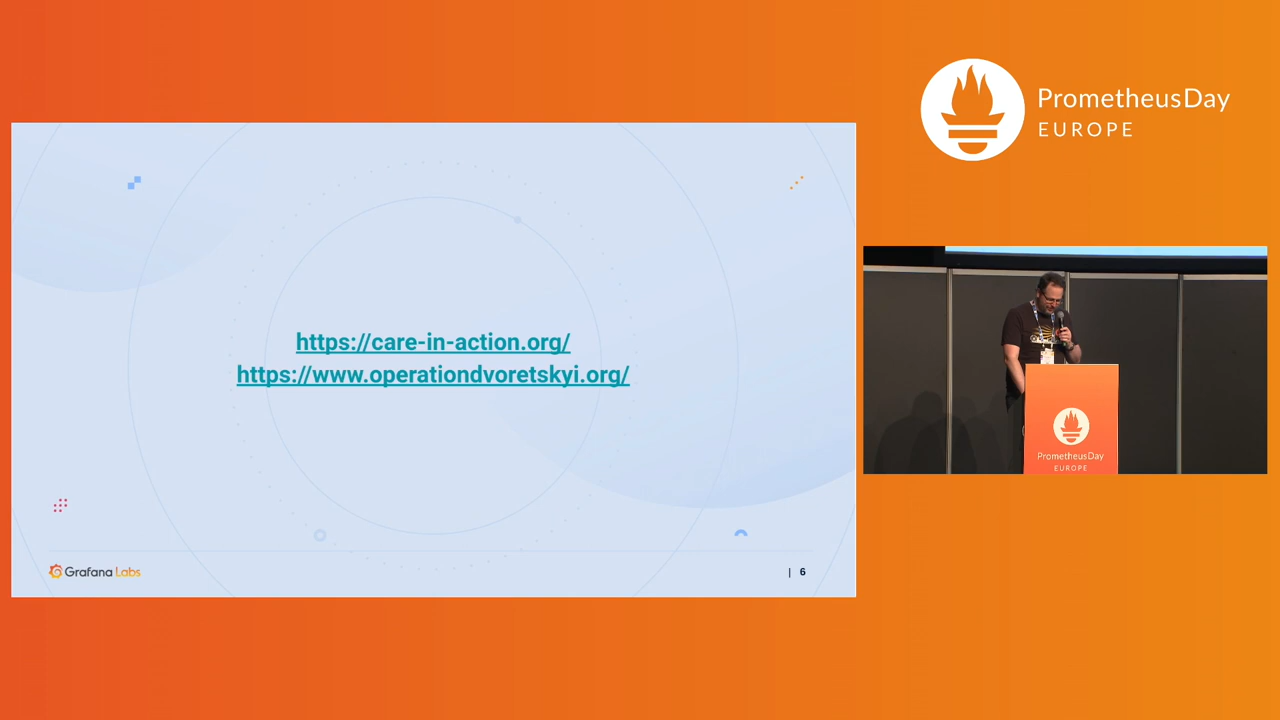 PrometheusDay
EUROPE
https://care-in-action.org/
https://www.operationdvoretskyi.org/
Grafana Labs
| 6
PrometheusDay
EUROPE